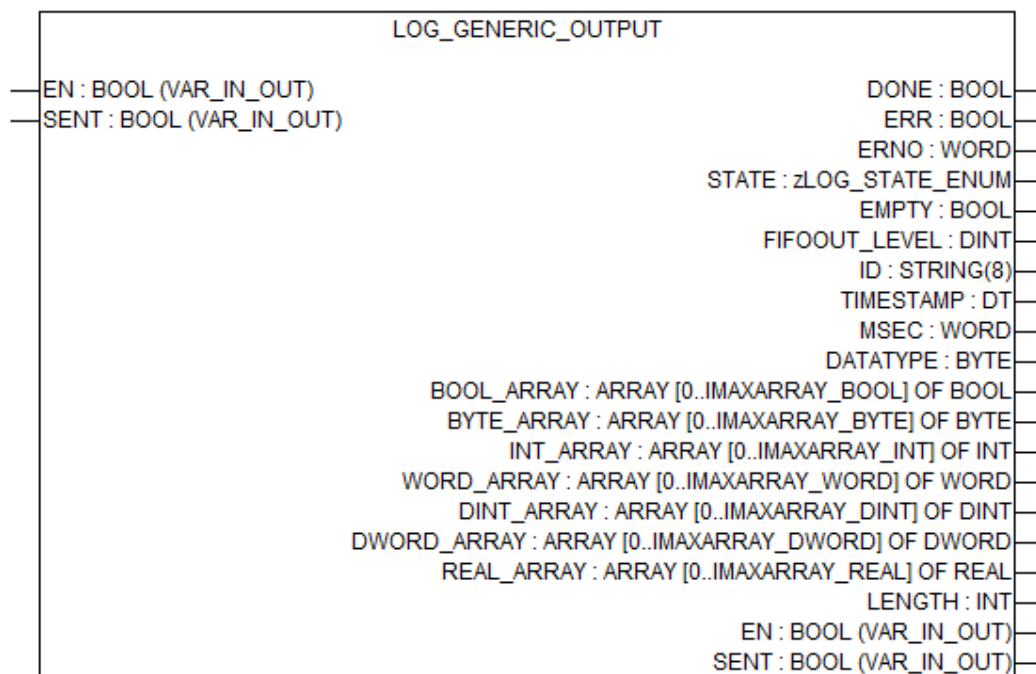 LOG_GENERIC_OUTPUT
EN : BOOL (VAR_IN_OUT) DONE : BOOL
SENT : BOOL (VAR_IN_OUT) ERR : BOOL
ERNO : WORD
STATE : zLOG_STATE_ENUM
EMPTY : BOOL
FIFOOUT_LEVEL : DINT
ID : STRING(8)
TIMESTAMP : DT
MSEC : WORD
DATATYPE : BYTE
BOOL_ARRAY : ARRAY [0..IMAXARRAY_BOOL] OF BOOL
BYTE_ARRAY : ARRAY [0..IMAXARRAY_BYTE] OF BYTE
INT_ARRAY : ARRAY [0..IMAXARRAY_INT] OF INT
WORD_ARRAY : ARRAY [0..IMAXARRAY_WORD] OF WORD
DINT_ARRAY : ARRAY [0..IMAXARRAY_DINT] OF DINT
DWORD_ARRAY : ARRAY [0..IMAXARRAY_DWORD] OF DWORD
REAL_ARRAY : ARRAY [0..IMAXARRAY_REAL] OF REAL
LENGTH : INT
EN : BOOL (VAR_IN_OUT)
SENT : BOOL (VAR_IN_OUT)